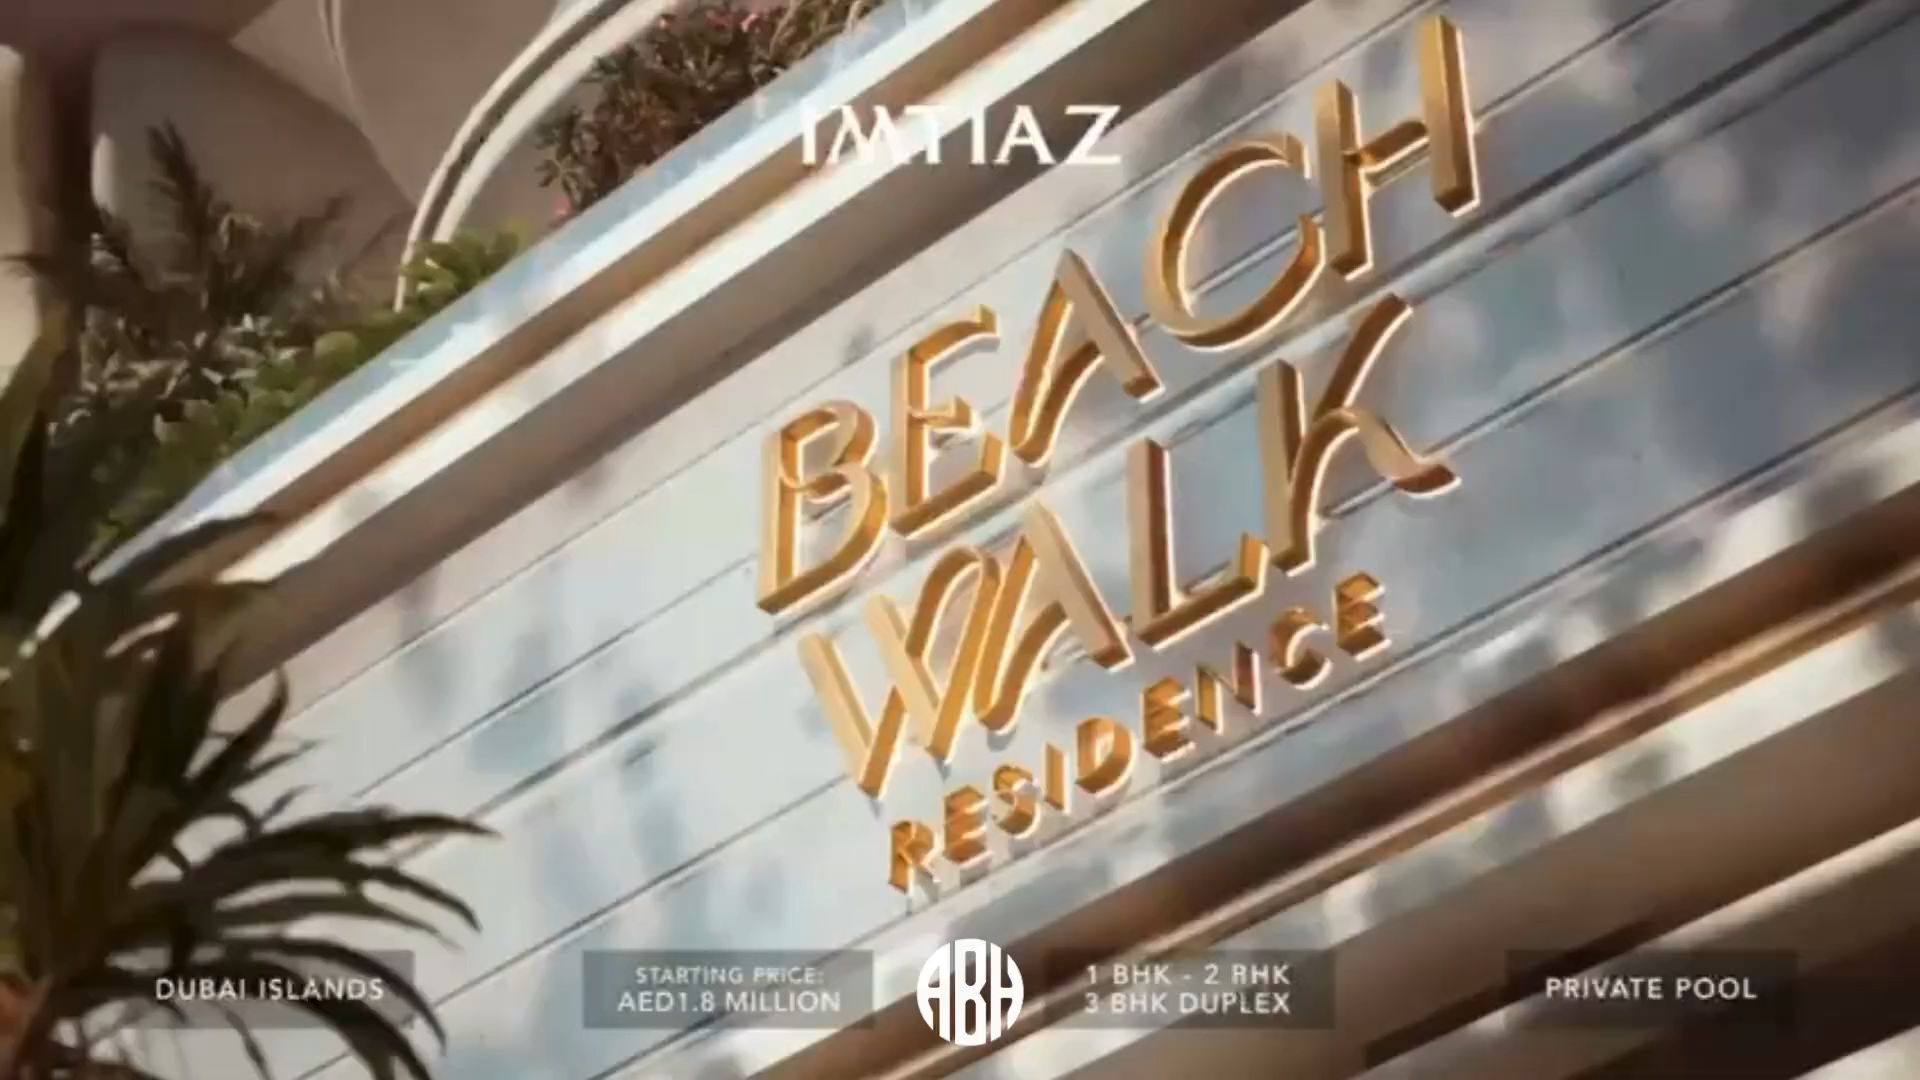 IMTIAZ
BEACH
WALK
RESIDENCE
DUBAI ISLANDS
STARTING PRICE:
AED1.8 MILLION
ABH
1 BHK - 2 BHK
3 BHK DUPLEX
PRIVATE POOL